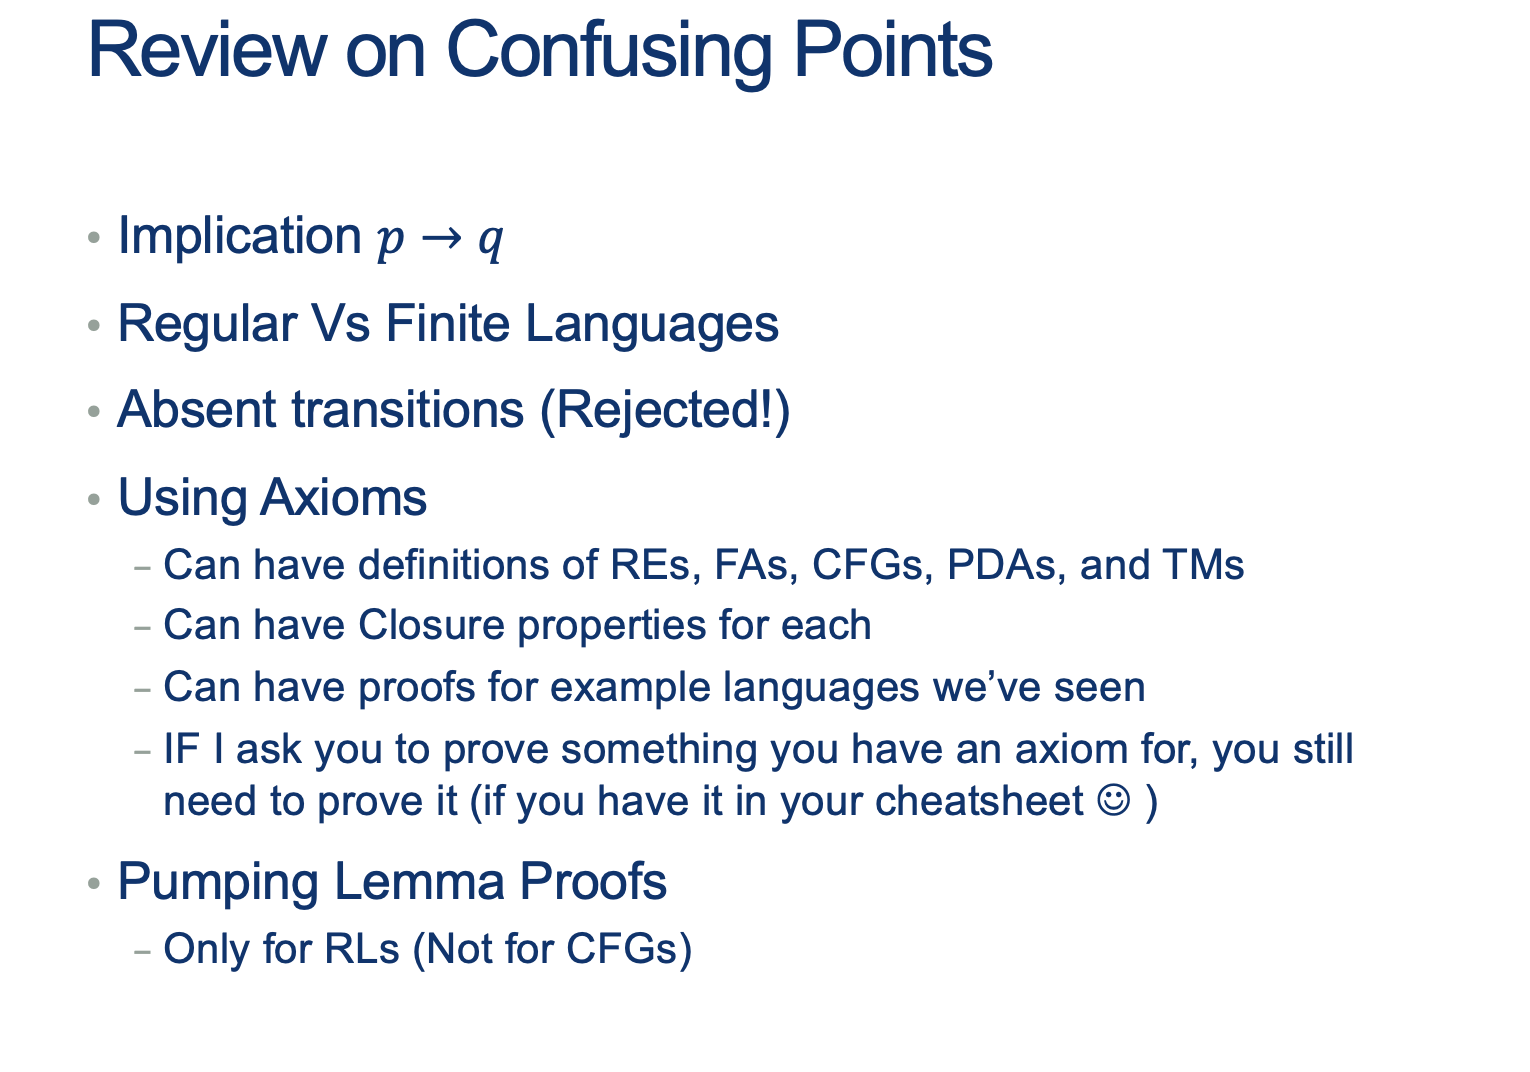 Review on Confusing Points
• Implication 𝑝 → 𝑞
• Regular Vs Finite Languages
• Absent transitions (Rejected!)
• Using Axioms
– Can have definitions of REs, FAs, CFGs, PDAs, and TMs
– Can have Closure properties for each
– Can have proofs for example languages we’ve seen
– IF I ask you to prove something you have an axiom for, you still
need to prove it (if you have it in your cheatsheet ☺ )
• Pumping Lemma Proofs
– Only for RLs (Not for CFGs)